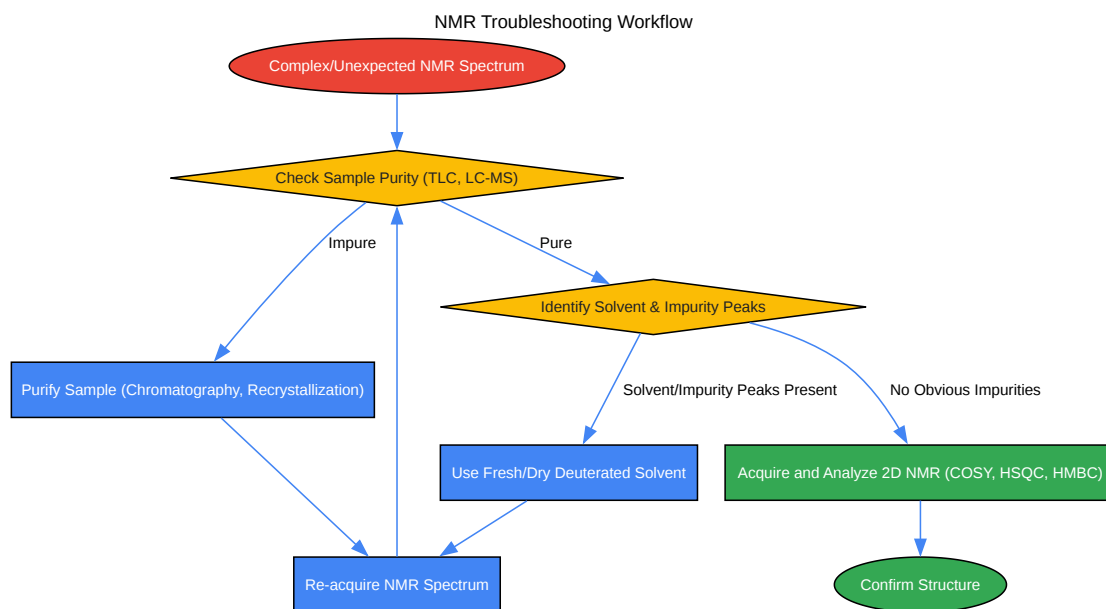 NMR Troubleshooting Workflow
Complex/Unexpected NMR Spectrum
Check Sample Purity (TLC, LC-MS)
Impure
Pure
Identify Solvent & Impurity Peaks
Purify Sample (Chromatography, Recrystallization)
Solvent/Impurity Peaks Present
No Obvious Impurities
Use Fresh/Dry Deuterated Solvent
Acquire and Analyze 2D NMR (COSY, HSQC, HMBC)
Re-acquire NMR Spectrum
Confirm Structure